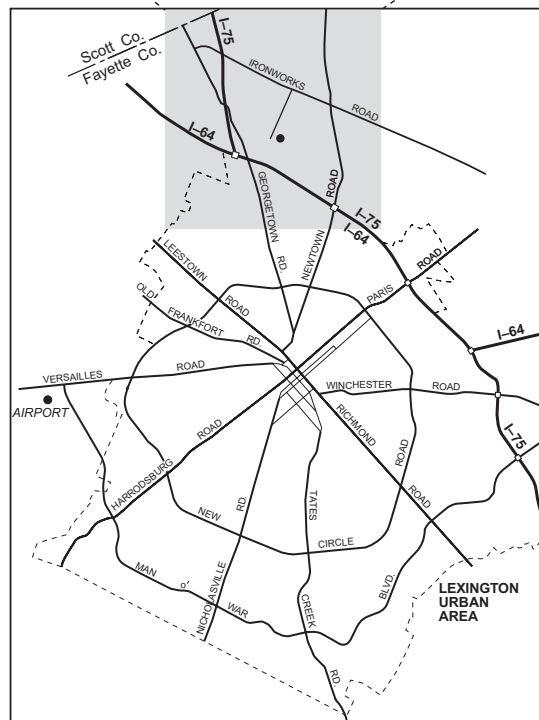 Scott Co.
Fayette Co.
I–75
IRONWORKS
ROAD
I–64
GEORGETOWN
RD.
ROAD
NEWTOWN
I–75
I–64
LEESTOWN
ROAD
PARIS
ROAD
OLD
FRANKFORT
RD.
I–64
VERSAILLES
ROAD
AIRPORT
WINCHESTER
ROAD
RICHMOND
ROAD
I–75
HARRODSBURG
ROAD
ROAD
NEW
CIRCLE
RD.
NICHOLASVILLE
TATES
CREEK
RD.
MAN
o'
WAR
BLVD.
LEXINGTON
URBAN
AREA